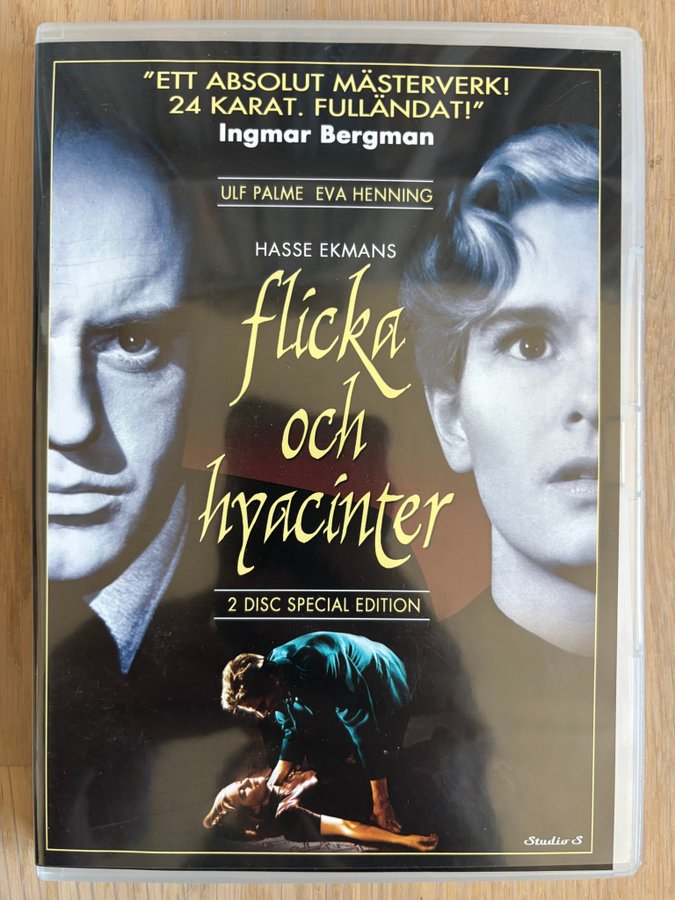 "ETT ABSOLUT MÄSTERVERK!
24 KARAT. FULLÄNDAT!"
Ingmar Bergman
ULF PALME EVA HENNING
HASSE EKMANS
flicka
och
hyacinter
2 DISC SPECIAL EDITION
Studio S